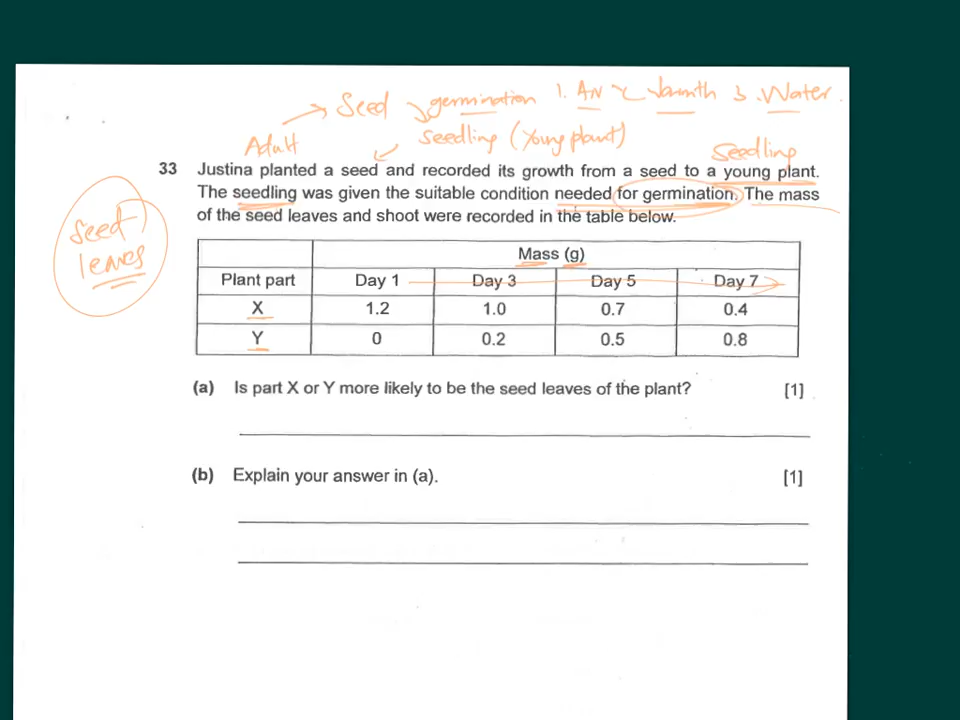 Seed germination 1. Air 2. Warmth 3. Water.
Adult seedling (Young plant)
Seedling
33 Justina planted a seed and recorded its growth from a seed to a young plant.
The seedling was given the suitable condition needed for germination. The mass
of the seed leaves and shoot were recorded in the table below.
seed
leaves
Mass (g)
Plant part Day 1 Day 3 Day 5 Day 7
X 1.2 1.0 0.7 0.4
Y 0 0.2 0.5 0.8
(a) Is part X or Y more likely to be the seed leaves of the plant? [1]
(b) Explain your answer in (a). [1]